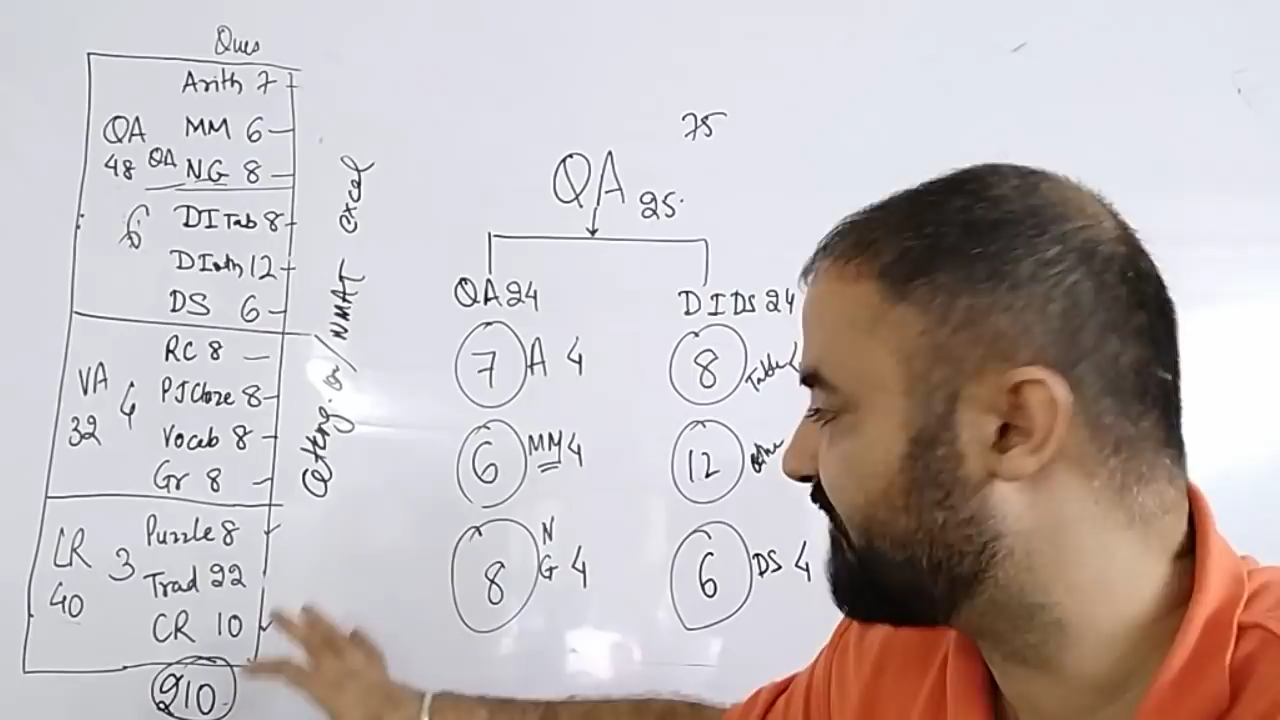 Ques
Arith 7
QA MM 6
48 QA NG 8
6 DI Tab 8
DI oth 12
DS 6
RC 8
VA PJ Cloze 8
32 4 Vocab 8
Gr 8
LR Puzzle 8
3 Trad 22
40 CR 10
210
NMAT excel
75
QA 25
QA 24 DI DS 24
7 A 4 8 Table
6 MM 4 12
8 N G 4 6 DS 4